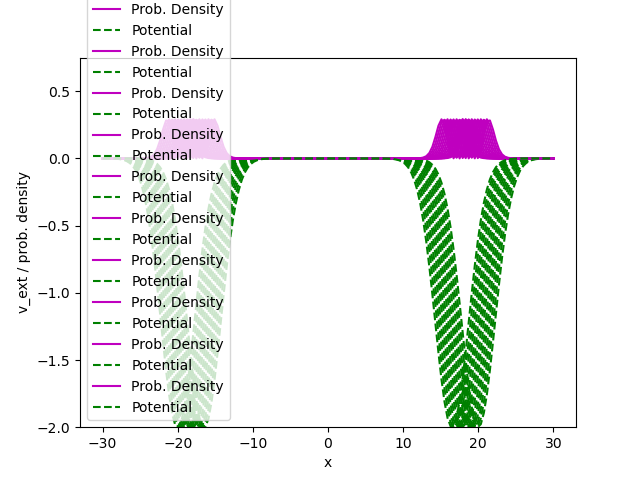 Prob. Density
Potential
Prob. Density
Potential
Prob. Density
Potential
Prob. Density
Potential
Prob. Density
Potential
Prob. Density
Potential
Prob. Density
Potential
Prob. Density
Potential
Prob. Density
Potential
Prob. Density
Potential
0.5
0.0
−0.5
−1.0
−1.5
−2.0
v_ext / prob. density
−30 −20 −10 0 10 20 30
x